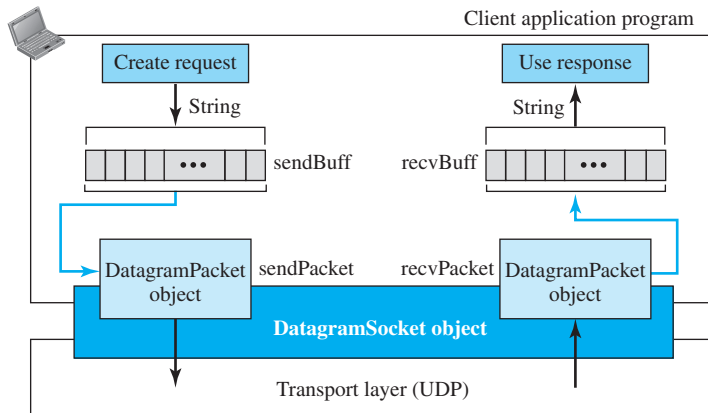 Client application program
Create request
Use response
String
String
sendBuff
recvBuff
DatagramPacket
object
sendPacket
recvPacket
DatagramPacket
object
DatagramSocket object
Transport layer (UDP)